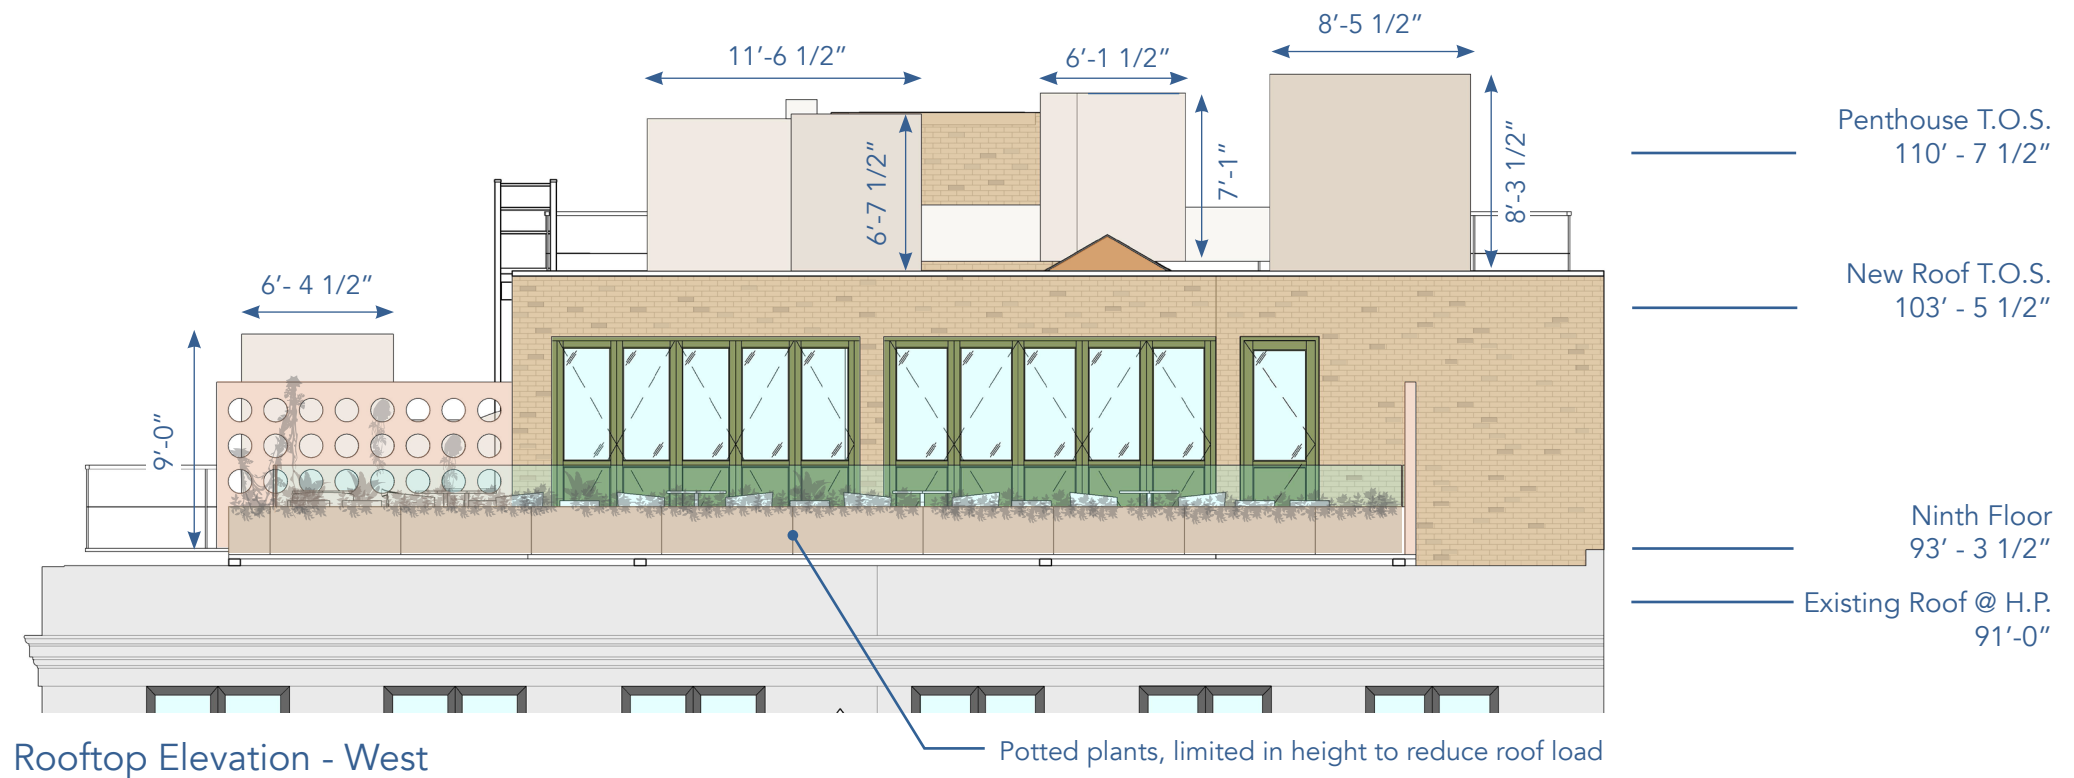 8’-5 1/2”
11’-6 1/2”
6’-1 1/2”
Penthouse T.O.S.
110’ - 7 1/2”
6’-7 1/2”
7’-1”
8’-3 1/2”
New Roof T.O.S.
103’ - 5 1/2”
6’- 4 1/2”
9’-0”
Ninth Floor
93’ - 3 1/2”
Existing Roof @ H.P.
91’-0”
Potted plants, limited in height to reduce roof load
Rooftop Elevation - West